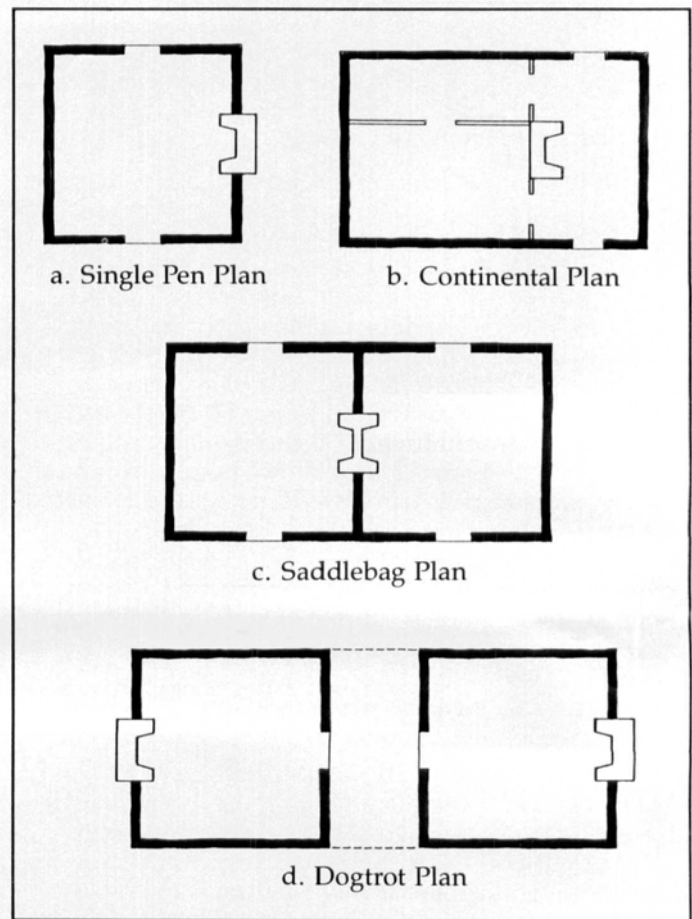 a. Single Pen Plan
b. Continental Plan
c. Saddlebag Plan
d. Dogtrot Plan